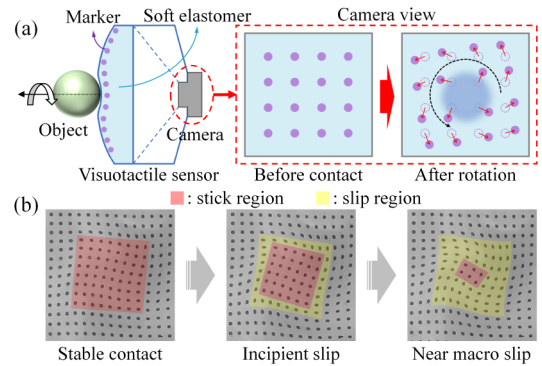 (a)
Marker
Soft elastomer
Camera view
Object
Camera
Visuotactile sensor
Before contact
After rotation
(b)
: stick region
: slip region
Stable contact
Incipient slip
Near macro slip